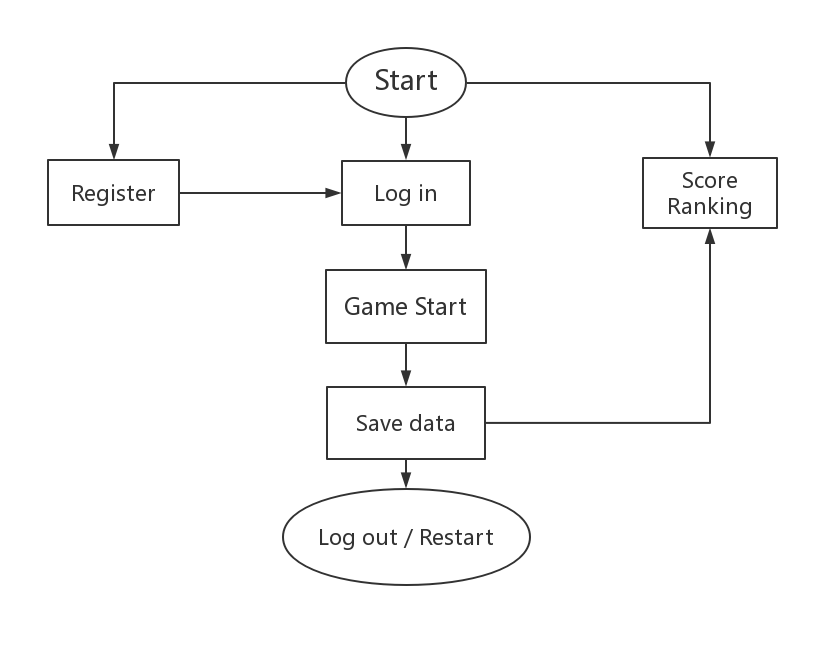 Start
Register
Log in
Score
Ranking
Game Start
Save data
Log out / Restart